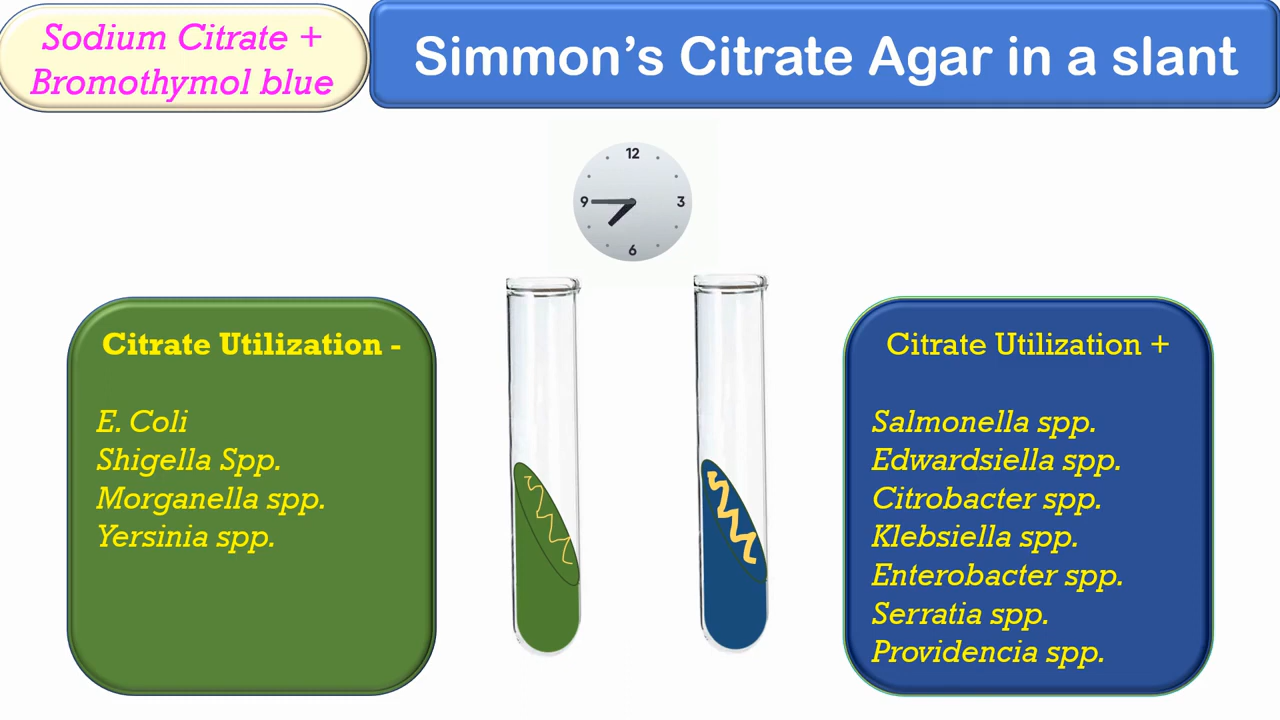 Sodium Citrate +
Bromothymol blue
Simmon's Citrate Agar in a slant
12
9
3
6
Citrate Utilization -
E. Coli
Shigella Spp.
Morganella spp.
Yersinia spp.
Citrate Utilization +
Salmonella spp.
Edwardsiella spp.
Citrobacter spp.
Klebsiella spp.
Enterobacter spp.
Serratia spp.
Providencia spp.